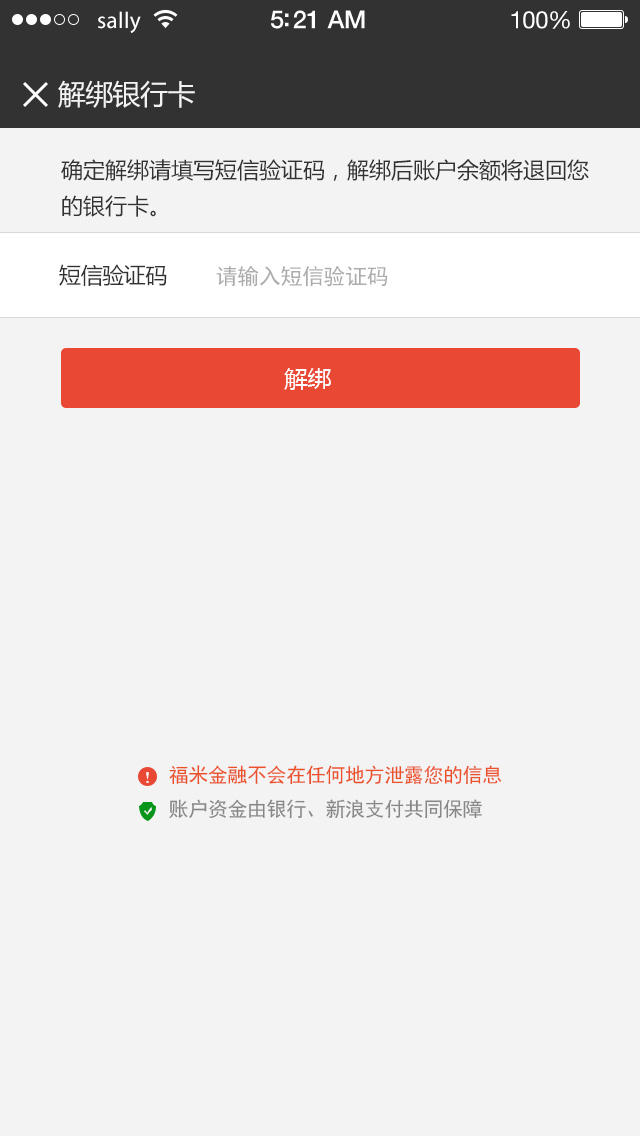 sally 5:21 AM 100%
解绑银行卡
确定解绑请填写短信验证码，解绑后账户余额将退回您
的银行卡。
短信验证码 请输入短信验证码
解绑
福米金融不会在任何地方泄露您的信息
账户资金由银行、新浪支付共同保障